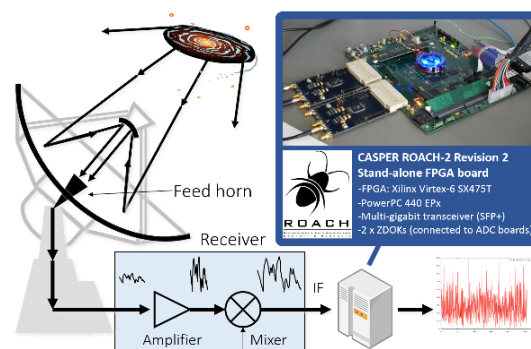 CASPER ROACH-2 Revision 2
Stand-alone FPGA board
-FPGA: Xilinx Virtex-6 SX475T
-PowerPC 440 EPx
-Multi-gigabit transceiver (SFP+)
-2 x ZDOKs (connected to ADC boards)
ROACH
Feed horn
Receiver
IF
Amplifier
Mixer